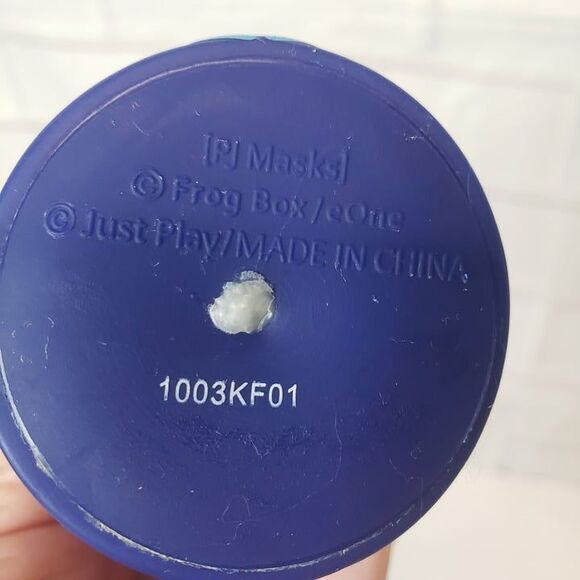 [PJ Masks]
© Frog Box/eOne
© Just Play/MADE IN CHINA
1003KF01